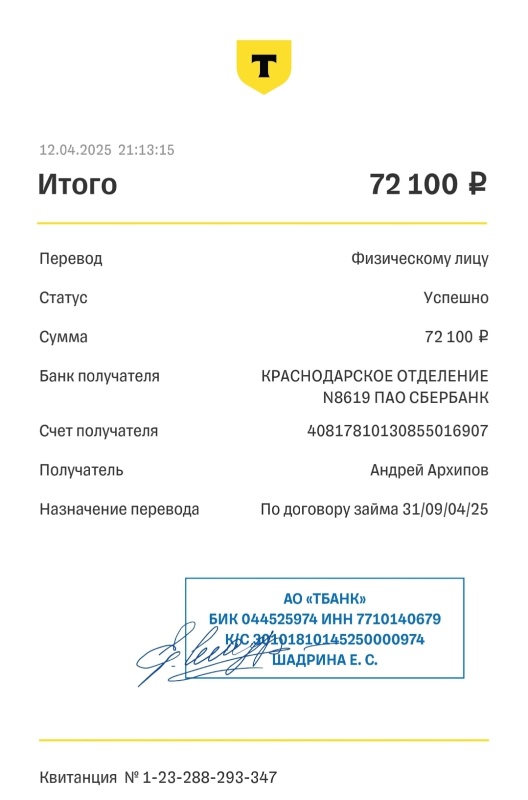 Т
12.04.2025 21:13:15
Итого 72 100 ₽
Перевод Физическому лицу
Статус Успешно
Сумма 72 100 ₽
Банк получателя КРАСНОДАРСКОЕ ОТДЕЛЕНИЕ
N8619 ПАО СБЕРБАНК
Счет получателя 40817810130855016907
Получатель Андрей Архипов
Назначение перевода По договору займа 31/09/04/25
АО «ТБАНК»
БИК 044525974 ИНН 7710140679
К/С 30101810145250000974
ШАДРИНА Е. С.
Квитанция № 1-23-288-293-347